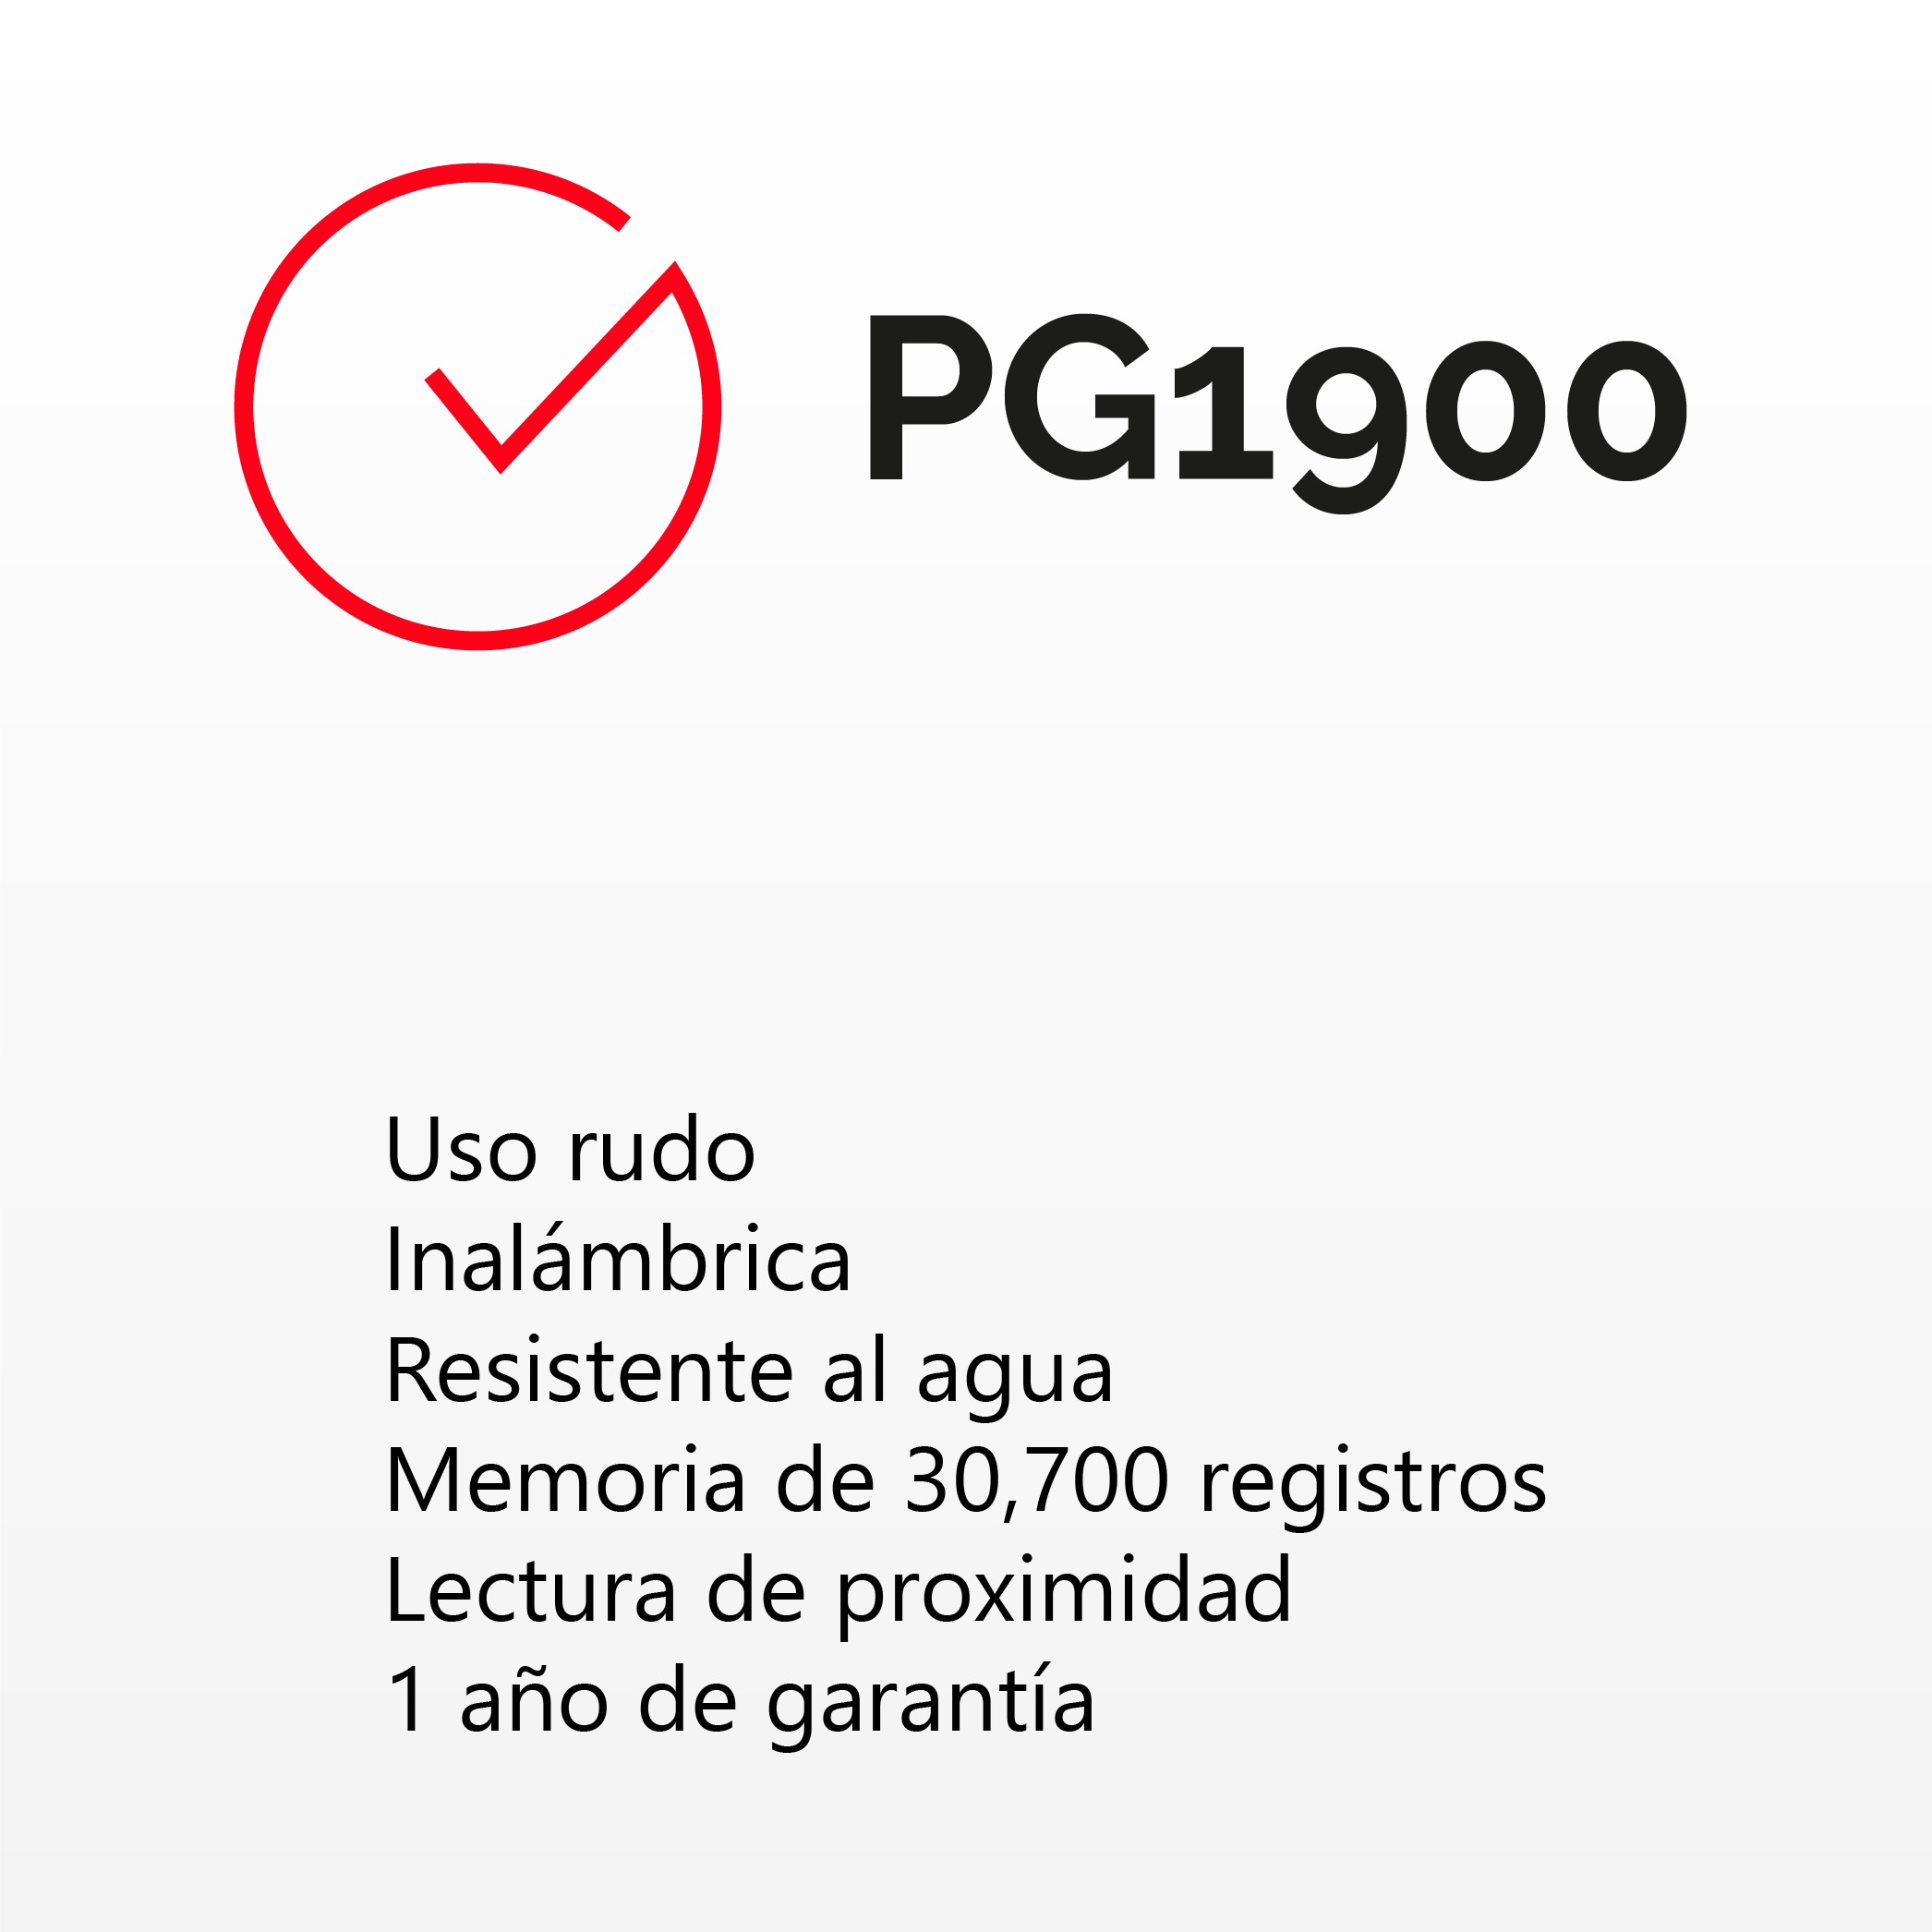 PG1900
Uso rudo
Inalámbrica
Resistente al agua
Memoria de 30,700 registros
Lectura de proximidad
1 año de garantía